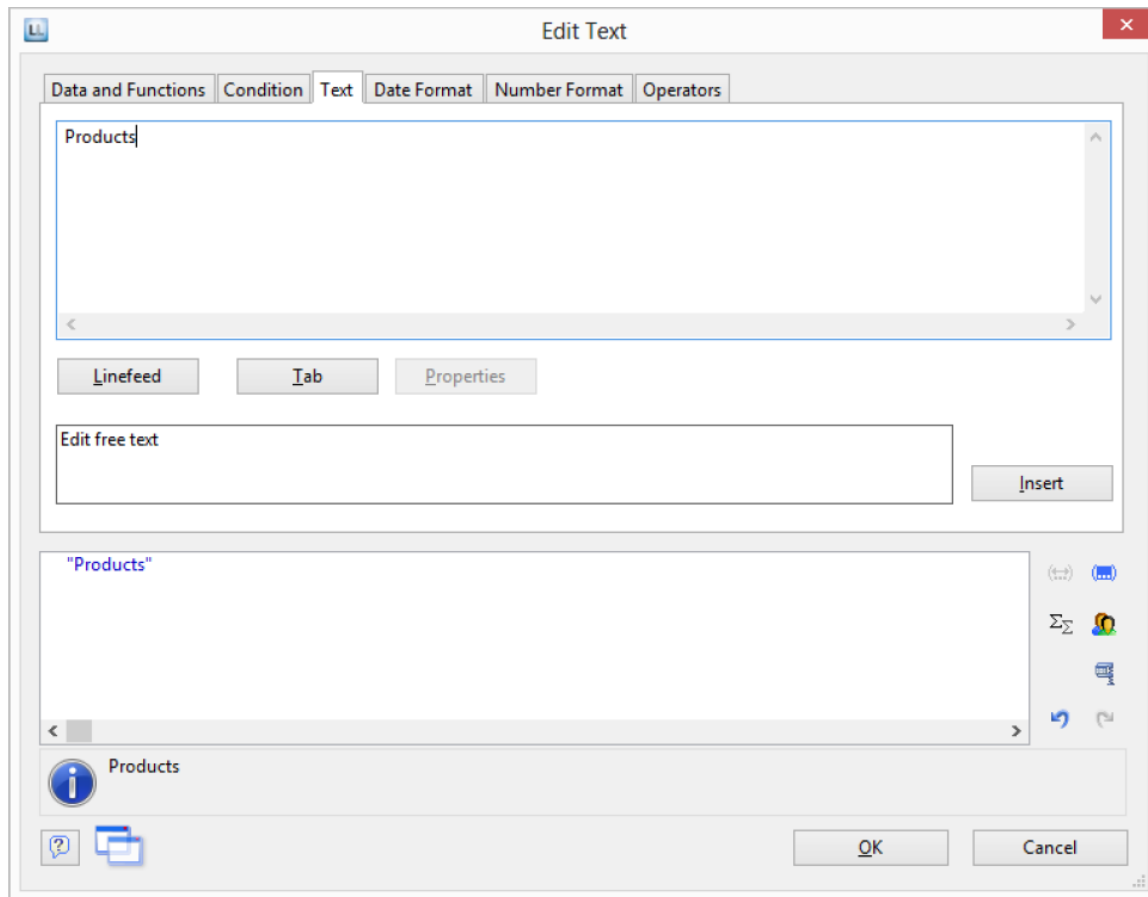 LL
Edit Text
Data and Functions Condition Text Date Format Number Format Operators
Products
Linefeed Tab Properties
Edit free text
Insert
"Products"
Products
OK Cancel